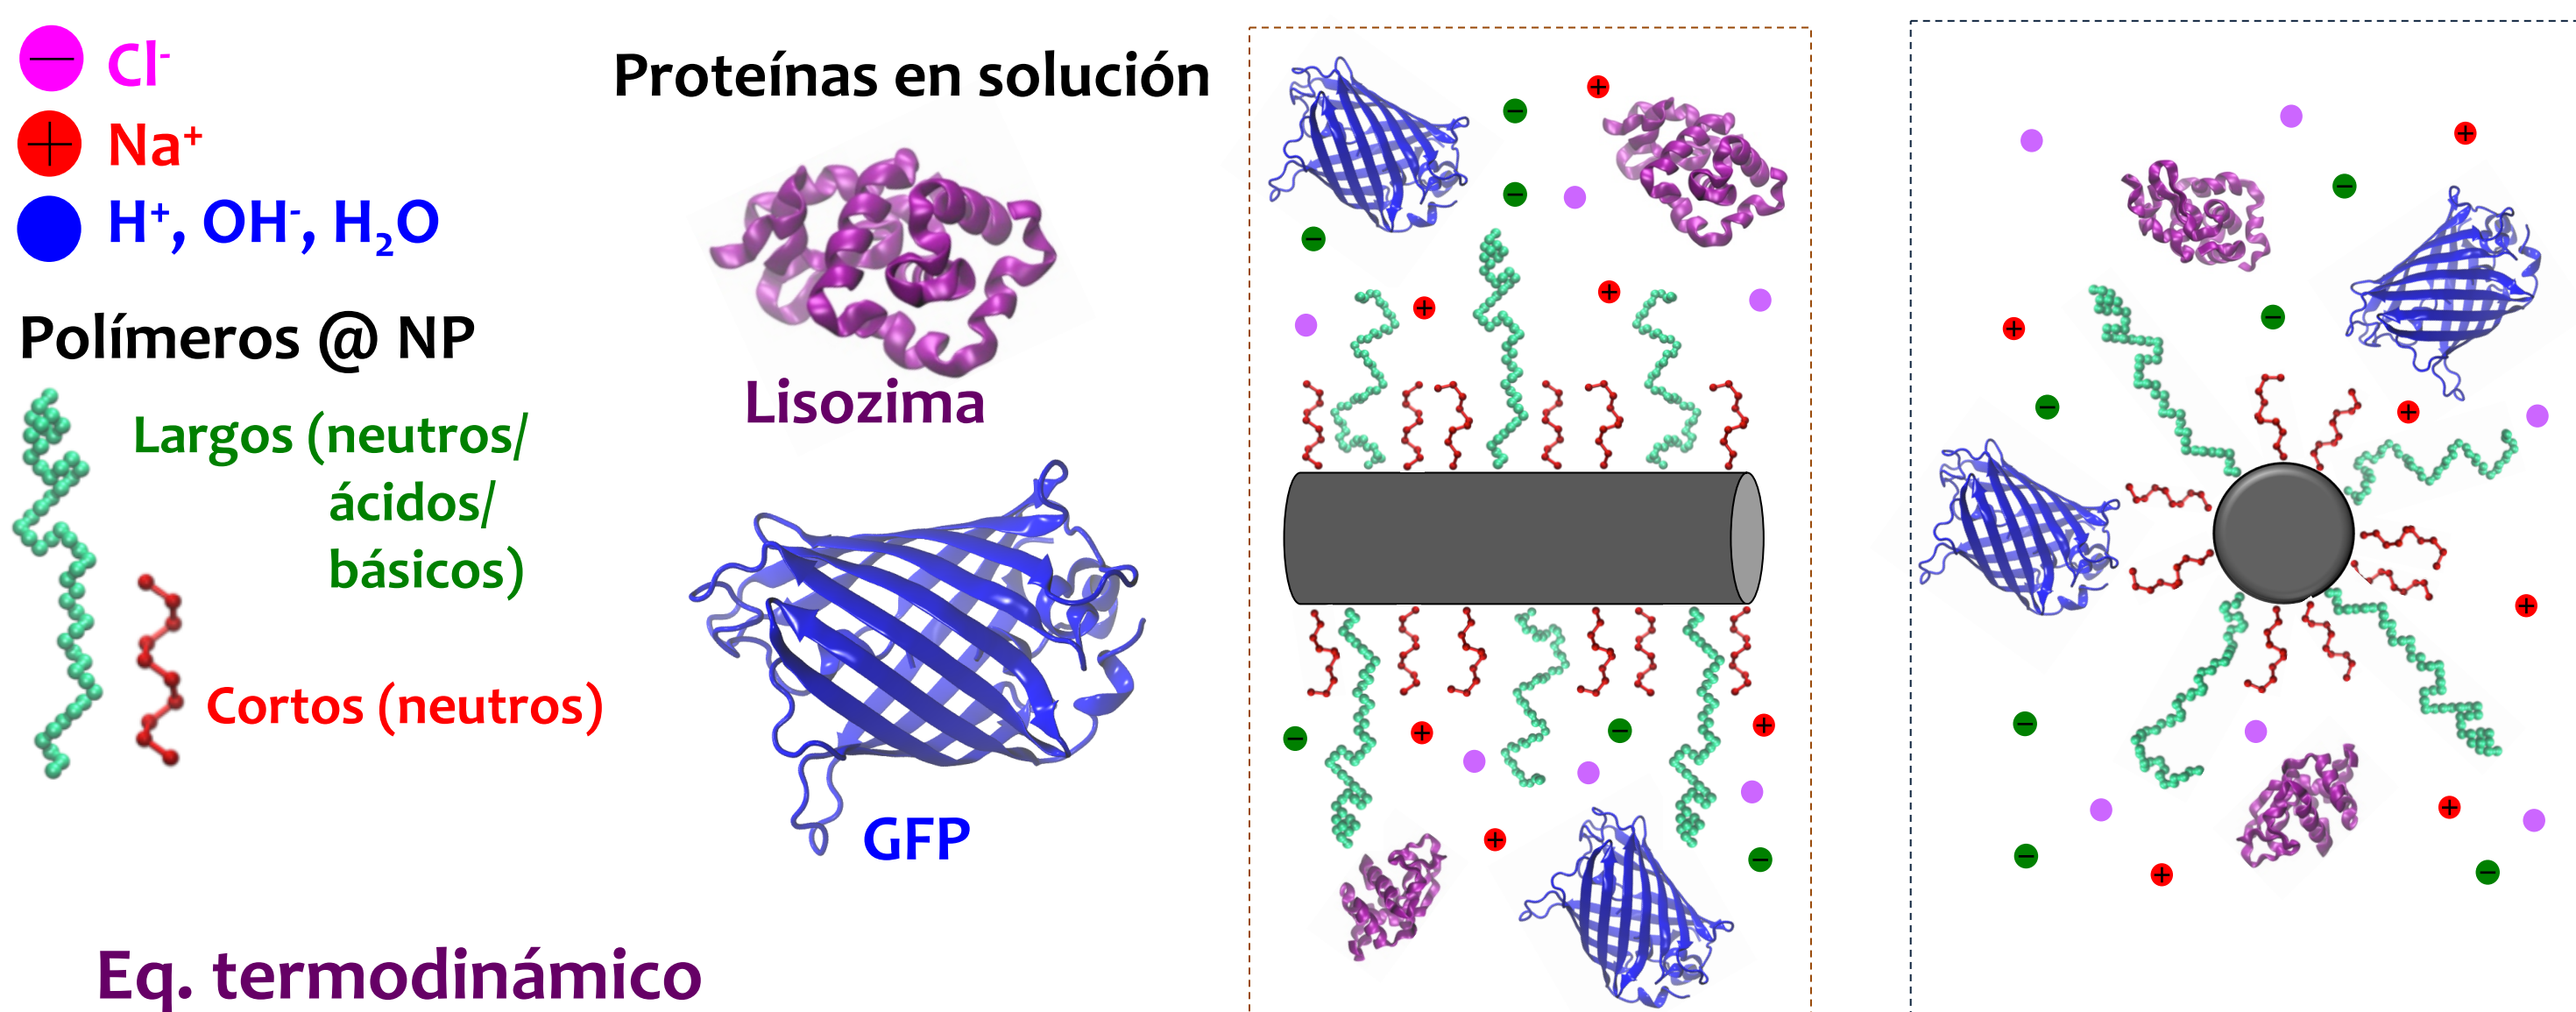 Cl⁻
Na⁺
H⁺, OH⁻, H₂O
Polímeros @ NP
Largos (neutros/
ácidos/
básicos)
Cortos (neutros)
Proteínas en solución
Lisozima
GFP
Eq. termodinámico